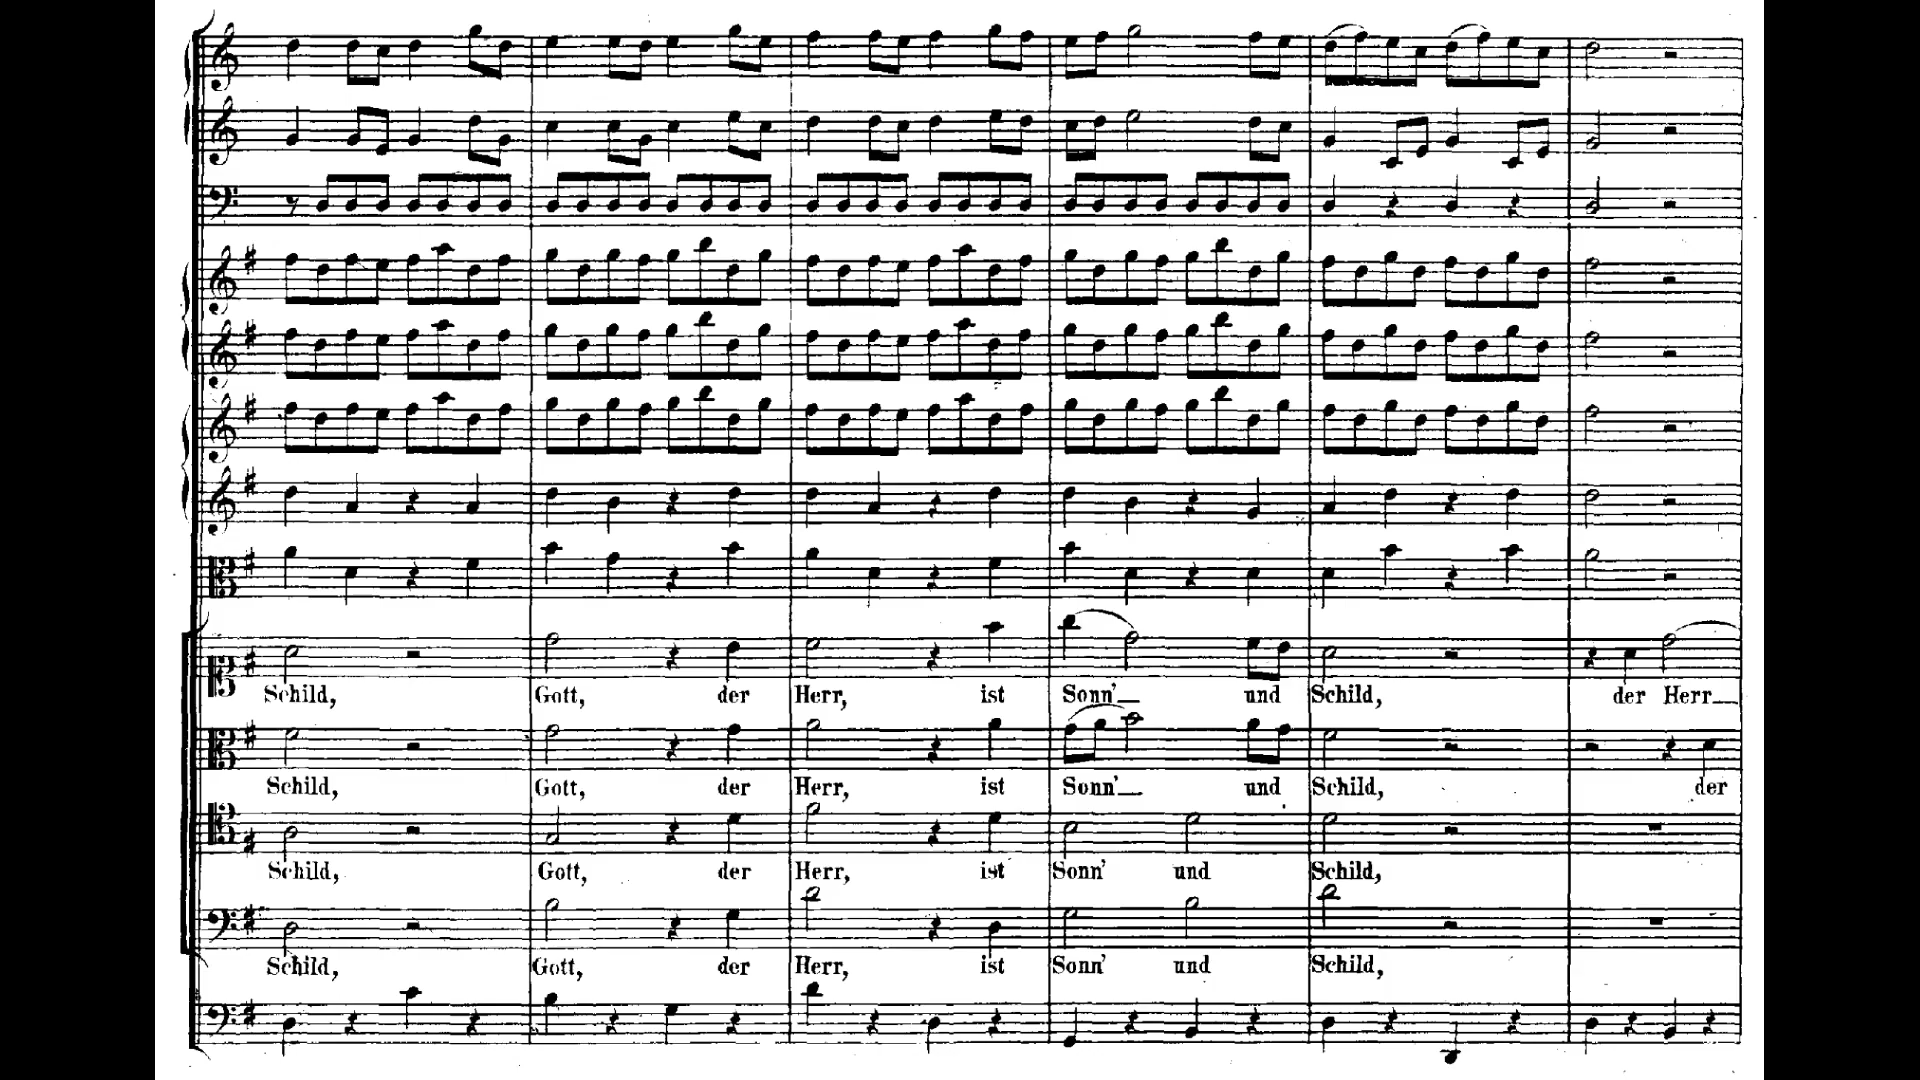 Schild, Gott, der Herr, ist Sonn' und Schild, der Herr
Schild, Gott, der Herr, ist Sonn' und Schild, der
Schild, Gott, der Herr, ist Sonn' und Schild,
Schild, Gott, der Herr, ist Sonn' und Schild,